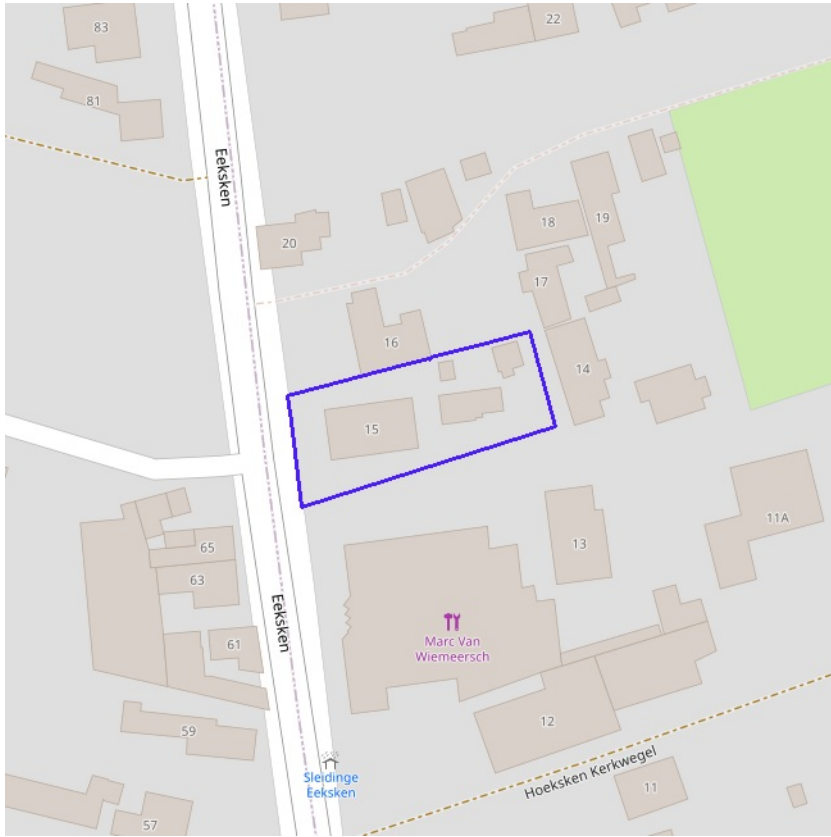 83
22
81
Eeksken
20
18
19
17
16
14
15
11A
13
65
63
Eeksken
61
Marc Van
Wiemeersch
12
59
Sleidinge
Eeksken
Hoeksken Kerkwegel
11
57